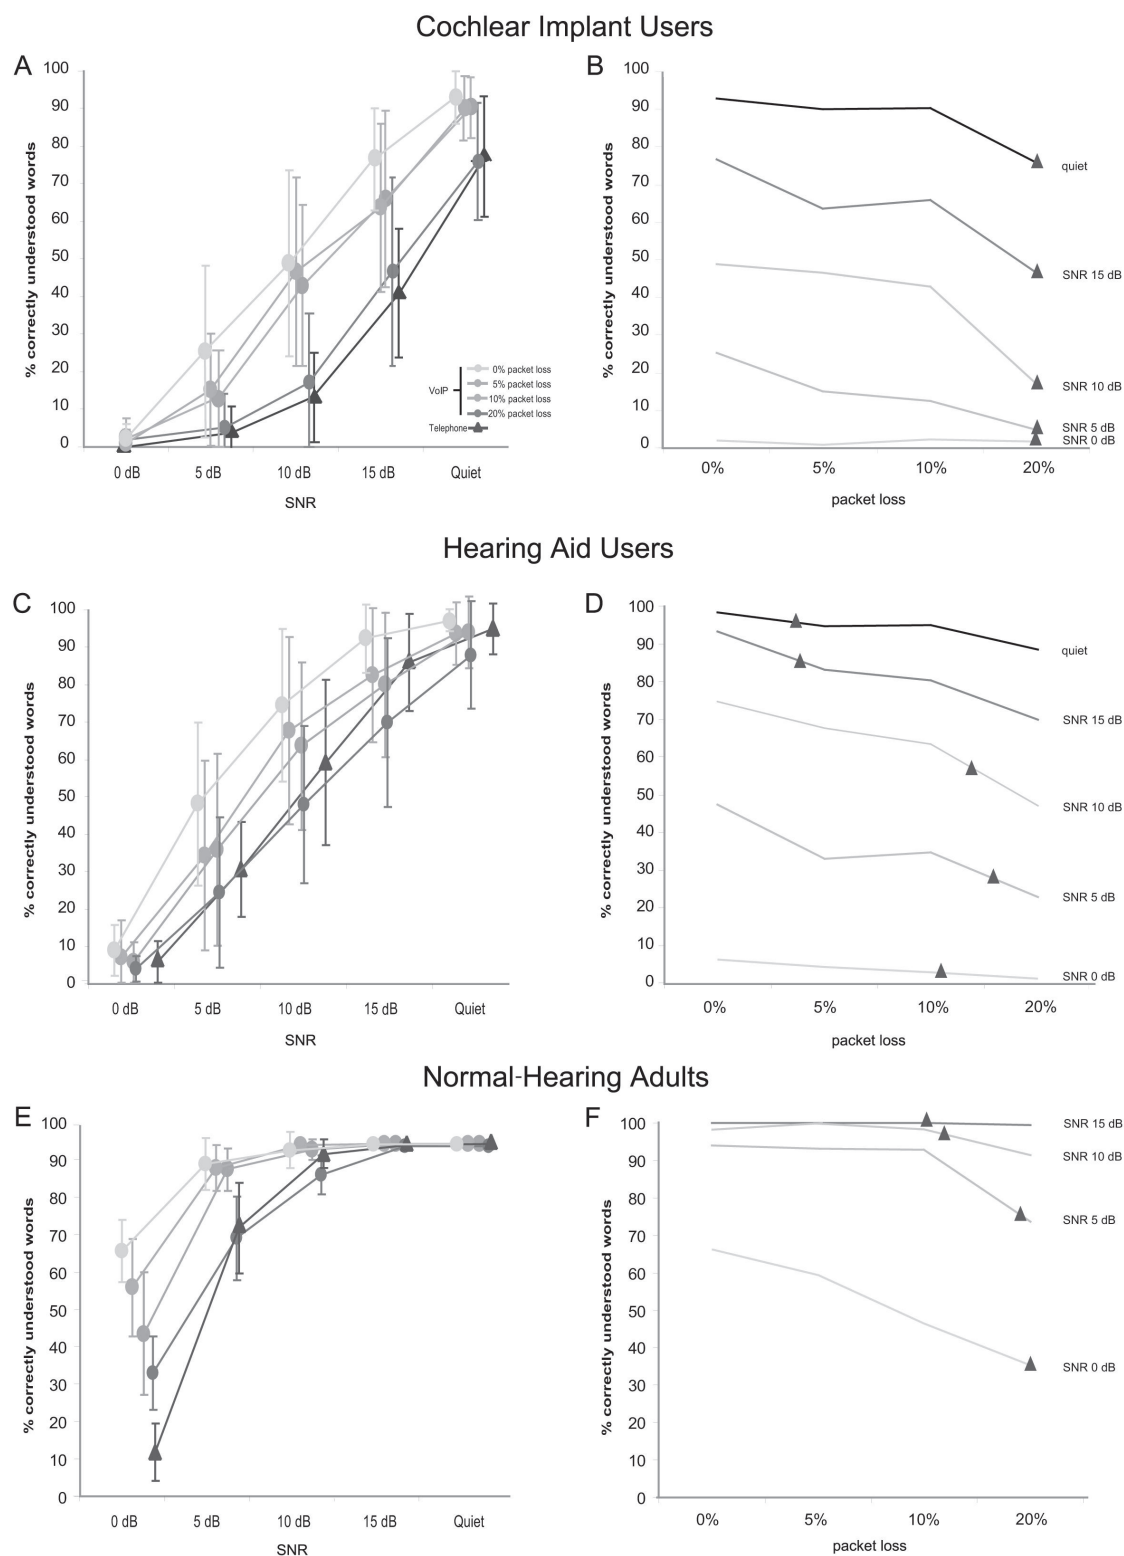 Cochlear Implant Users
A
% correctly understood words
100
90
80
70
60
50
40
30
20
10
0
0 dB 5 dB 10 dB 15 dB Quiet
SNR
VoIP
0% packet loss
5% packet loss
10% packet loss
20% packet loss
Telephone
B
% correctly understood words
100
90
80
70
60
50
40
30
20
10
0
quiet
SNR 15 dB
SNR 10 dB
SNR 5 dB
SNR 0 dB
0% 5% 10% 20%
packet loss
Hearing Aid Users
C
% correctly understood words
100
90
80
70
60
50
40
30
20
10
0
0 dB 5 dB 10 dB 15 dB Quiet
SNR
D
% correctly understood words
100
90
80
70
60
50
40
30
20
10
0
quiet
SNR 15 dB
SNR 10 dB
SNR 5 dB
SNR 0 dB
0% 5% 10% 20%
packet loss
Normal-Hearing Adults
E
% correctly understood words
100
90
80
70
60
50
40
30
20
10
0
0 dB 5 dB 10 dB 15 dB Quiet
SNR
F
% correctly understood words
100
90
80
70
60
50
40
30
20
10
0
SNR 15 dB
SNR 10 dB
SNR 5 dB
SNR 0 dB
0% 5% 10% 20%
packet loss